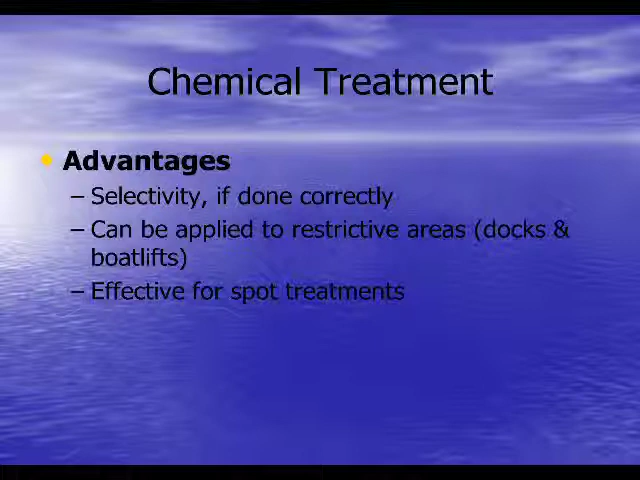 Chemical Treatment
• Advantages
– Selectivity, if done correctly
– Can be applied to restrictive areas (docks &
boatlifts)
– Effective for spot treatments